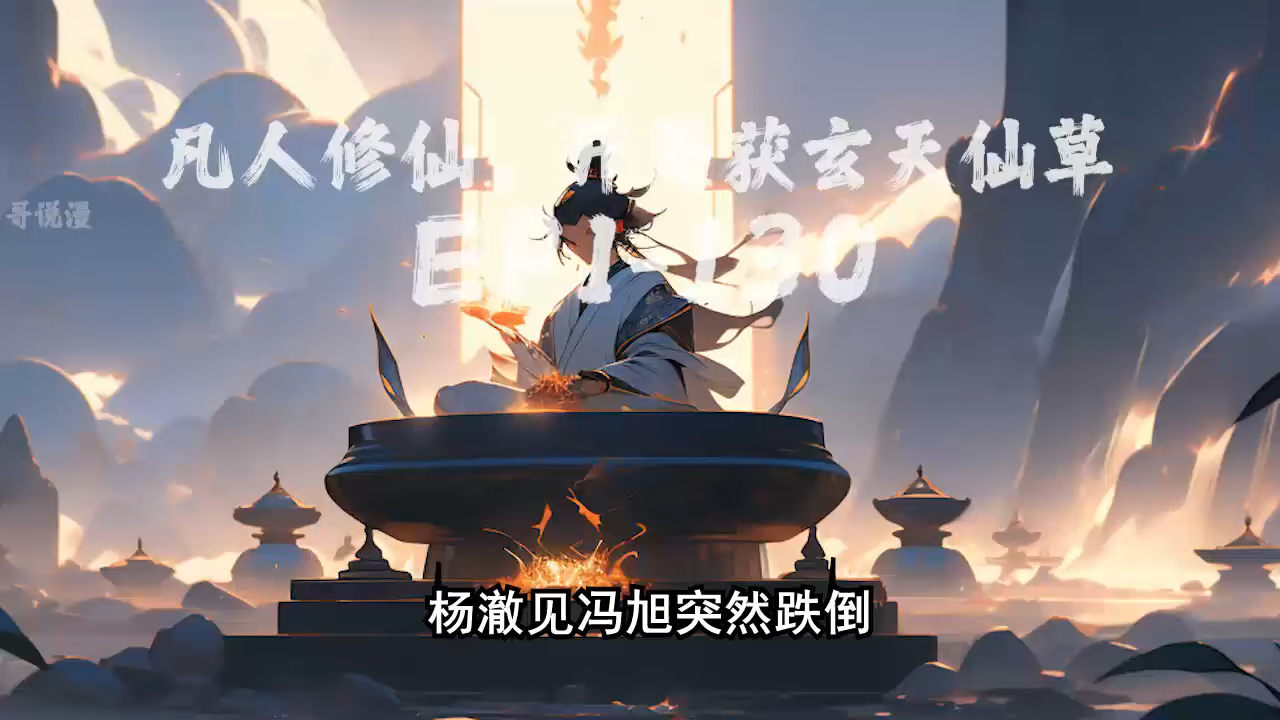 凡人修仙 获玄天仙草
哥说漫
杨澈见冯旭突然跌倒